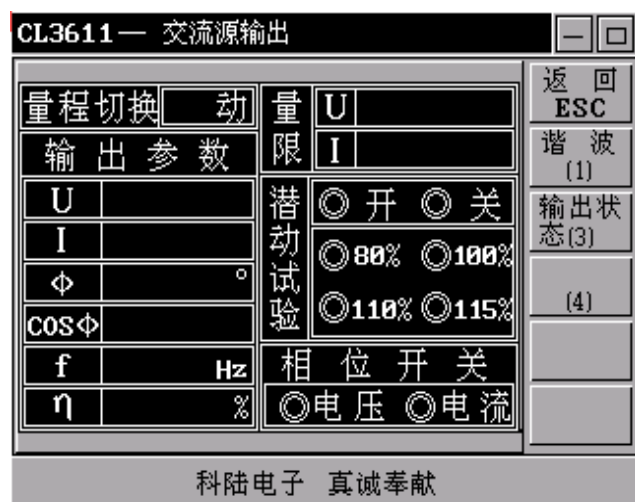 CL3611— 交流源输出
量程切换 动
输出参数
U
I
Φ °
COSΦ
f Hz
η %
量限
U
I
潜动试验
◎ 开 ◎ 关
◎80% ◎100%
◎110% ◎115%
相位开关
◎电压 ◎电流
返回
ESC
谐波
(1)
输出状
态(3)
(4)
科陆电子 真诚奉献